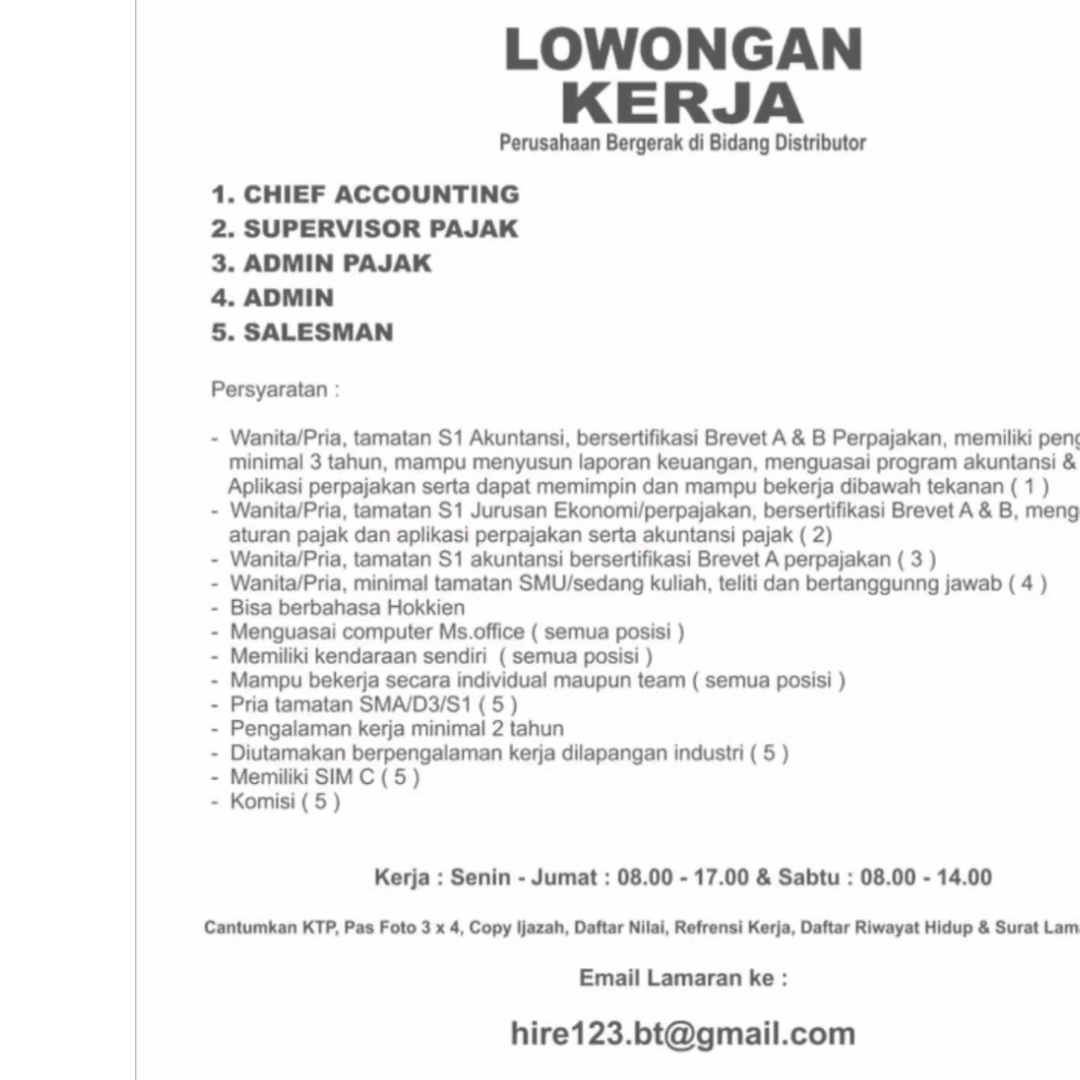 LOWONGAN
KERJA
Perusahaan Bergerak di Bidang Distributor
1. CHIEF ACCOUNTING
2. SUPERVISOR PAJAK
3. ADMIN PAJAK
4. ADMIN
5. SALESMAN
Persyaratan :
- Wanita/Pria, tamatan S1 Akuntansi, bersertifikasi Brevet A & B Perpajakan, memiliki
minimal 3 tahun, mampu menyusun laporan keuangan, menguasai program akuntansi &
Aplikasi perpajakan serta dapat memimpin dan mampu bekerja dibawah tekanan ( 1 )
- Wanita/Pria, tamatan S1 Jurusan Ekonomi/perpajakan, bersertifikasi Brevet A & B,
aturan pajak dan aplikasi perpajakan serta akuntansi pajak ( 2)
- Wanita/Pria, tamatan S1 akuntansi bersertifikasi Brevet A perpajakan ( 3 )
- Wanita/Pria, minimal tamatan SMU/sedang kuliah, teliti dan bertanggunng jawab ( 4 )
- Bisa berbahasa Hokkien
- Menguasai computer Ms.office ( semua posisi )
- Memiliki kendaraan sendiri ( semua posisi )
- Mampu bekerja secara individual maupun team ( semua posisi )
- Pria tamatan SMA/D3/S1 ( 5 )
- Pengalaman kerja minimal 2 tahun
- Diutamakan berpengalaman kerja dilapangan industri ( 5 )
- Memiliki SIM C ( 5 )
- Komisi ( 5 )
Kerja : Senin - Jumat : 08.00 - 17.00 & Sabtu : 08.00 - 14.00
Cantumkan KTP, Pas Foto 3 x 4, Copy Ijazah, Daftar Nilai, Refrensi Kerja, Daftar Riwayat Hidup & Surat
Email Lamaran ke :
hire123.bt@gmail.com